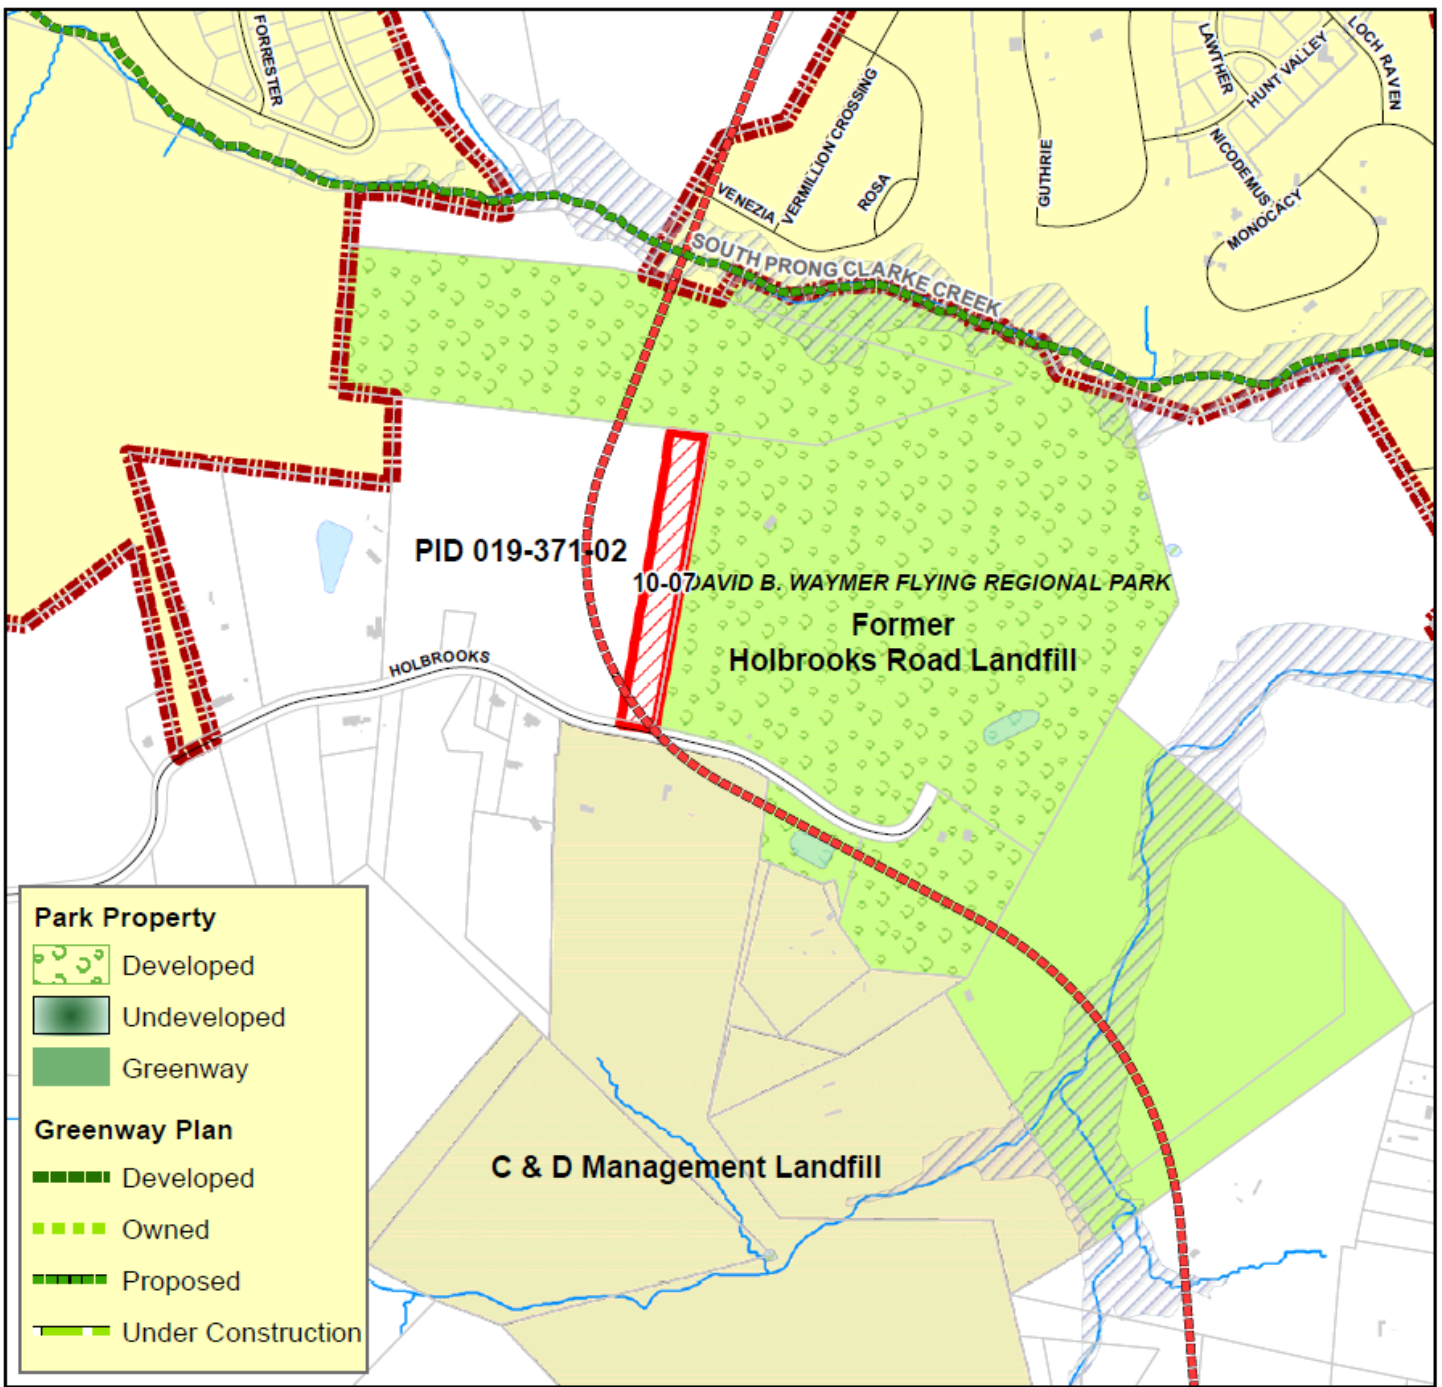 FORRESTER
VERMILLION CROSSING
VENEZIA
ROSA
GUTHRIE
LAWTHER
HUNT VALLEY
LOCH RAVEN
NICODEMUS
MONOCACY
SOUTH PRONG CLARKE CREEK
PID 019-371-02
10-07
DAVID B. WAYMER FLYING REGIONAL PARK
Former
Holbrooks Road Landfill
HOLBROOKS
C & D Management Landfill
Park Property
Developed
Undeveloped
Greenway
Greenway Plan
Developed
Owned
Proposed
Under Construction